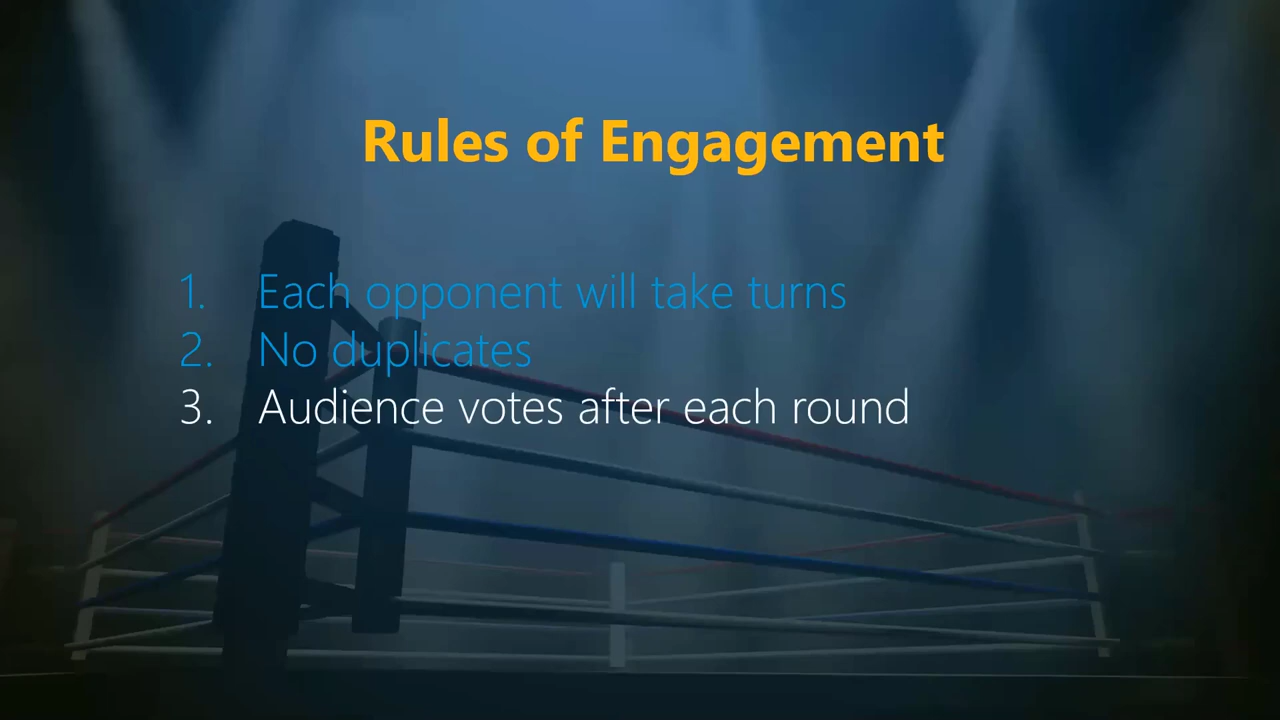 Rules of Engagement
1. Each opponent will take turns
2. No duplicates
3. Audience votes after each round